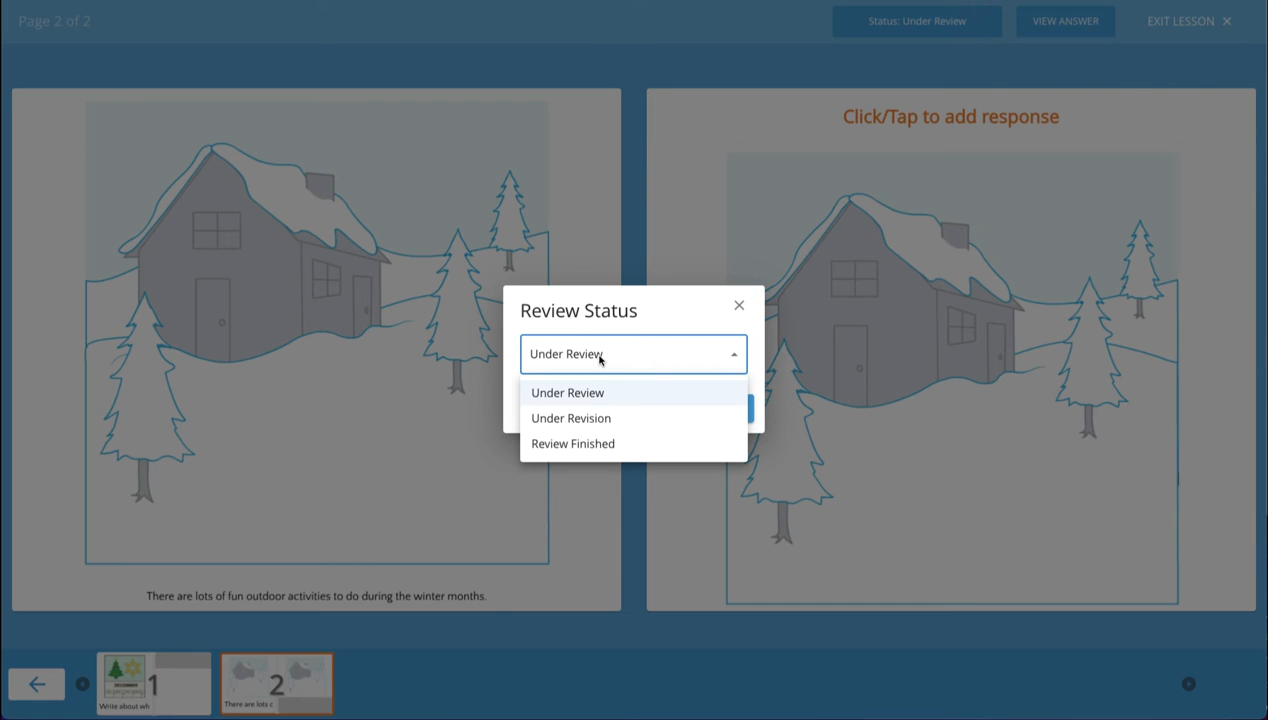 Page 2 of 2
Status: Under Review
VIEW ANSWER
EXIT LESSON
Click/Tap to add response
Review Status
Under Review
Under Review
Under Revision
Review Finished
There are lots of fun outdoor activities to do during the winter months.
1
Write about wh
2
There are lots c